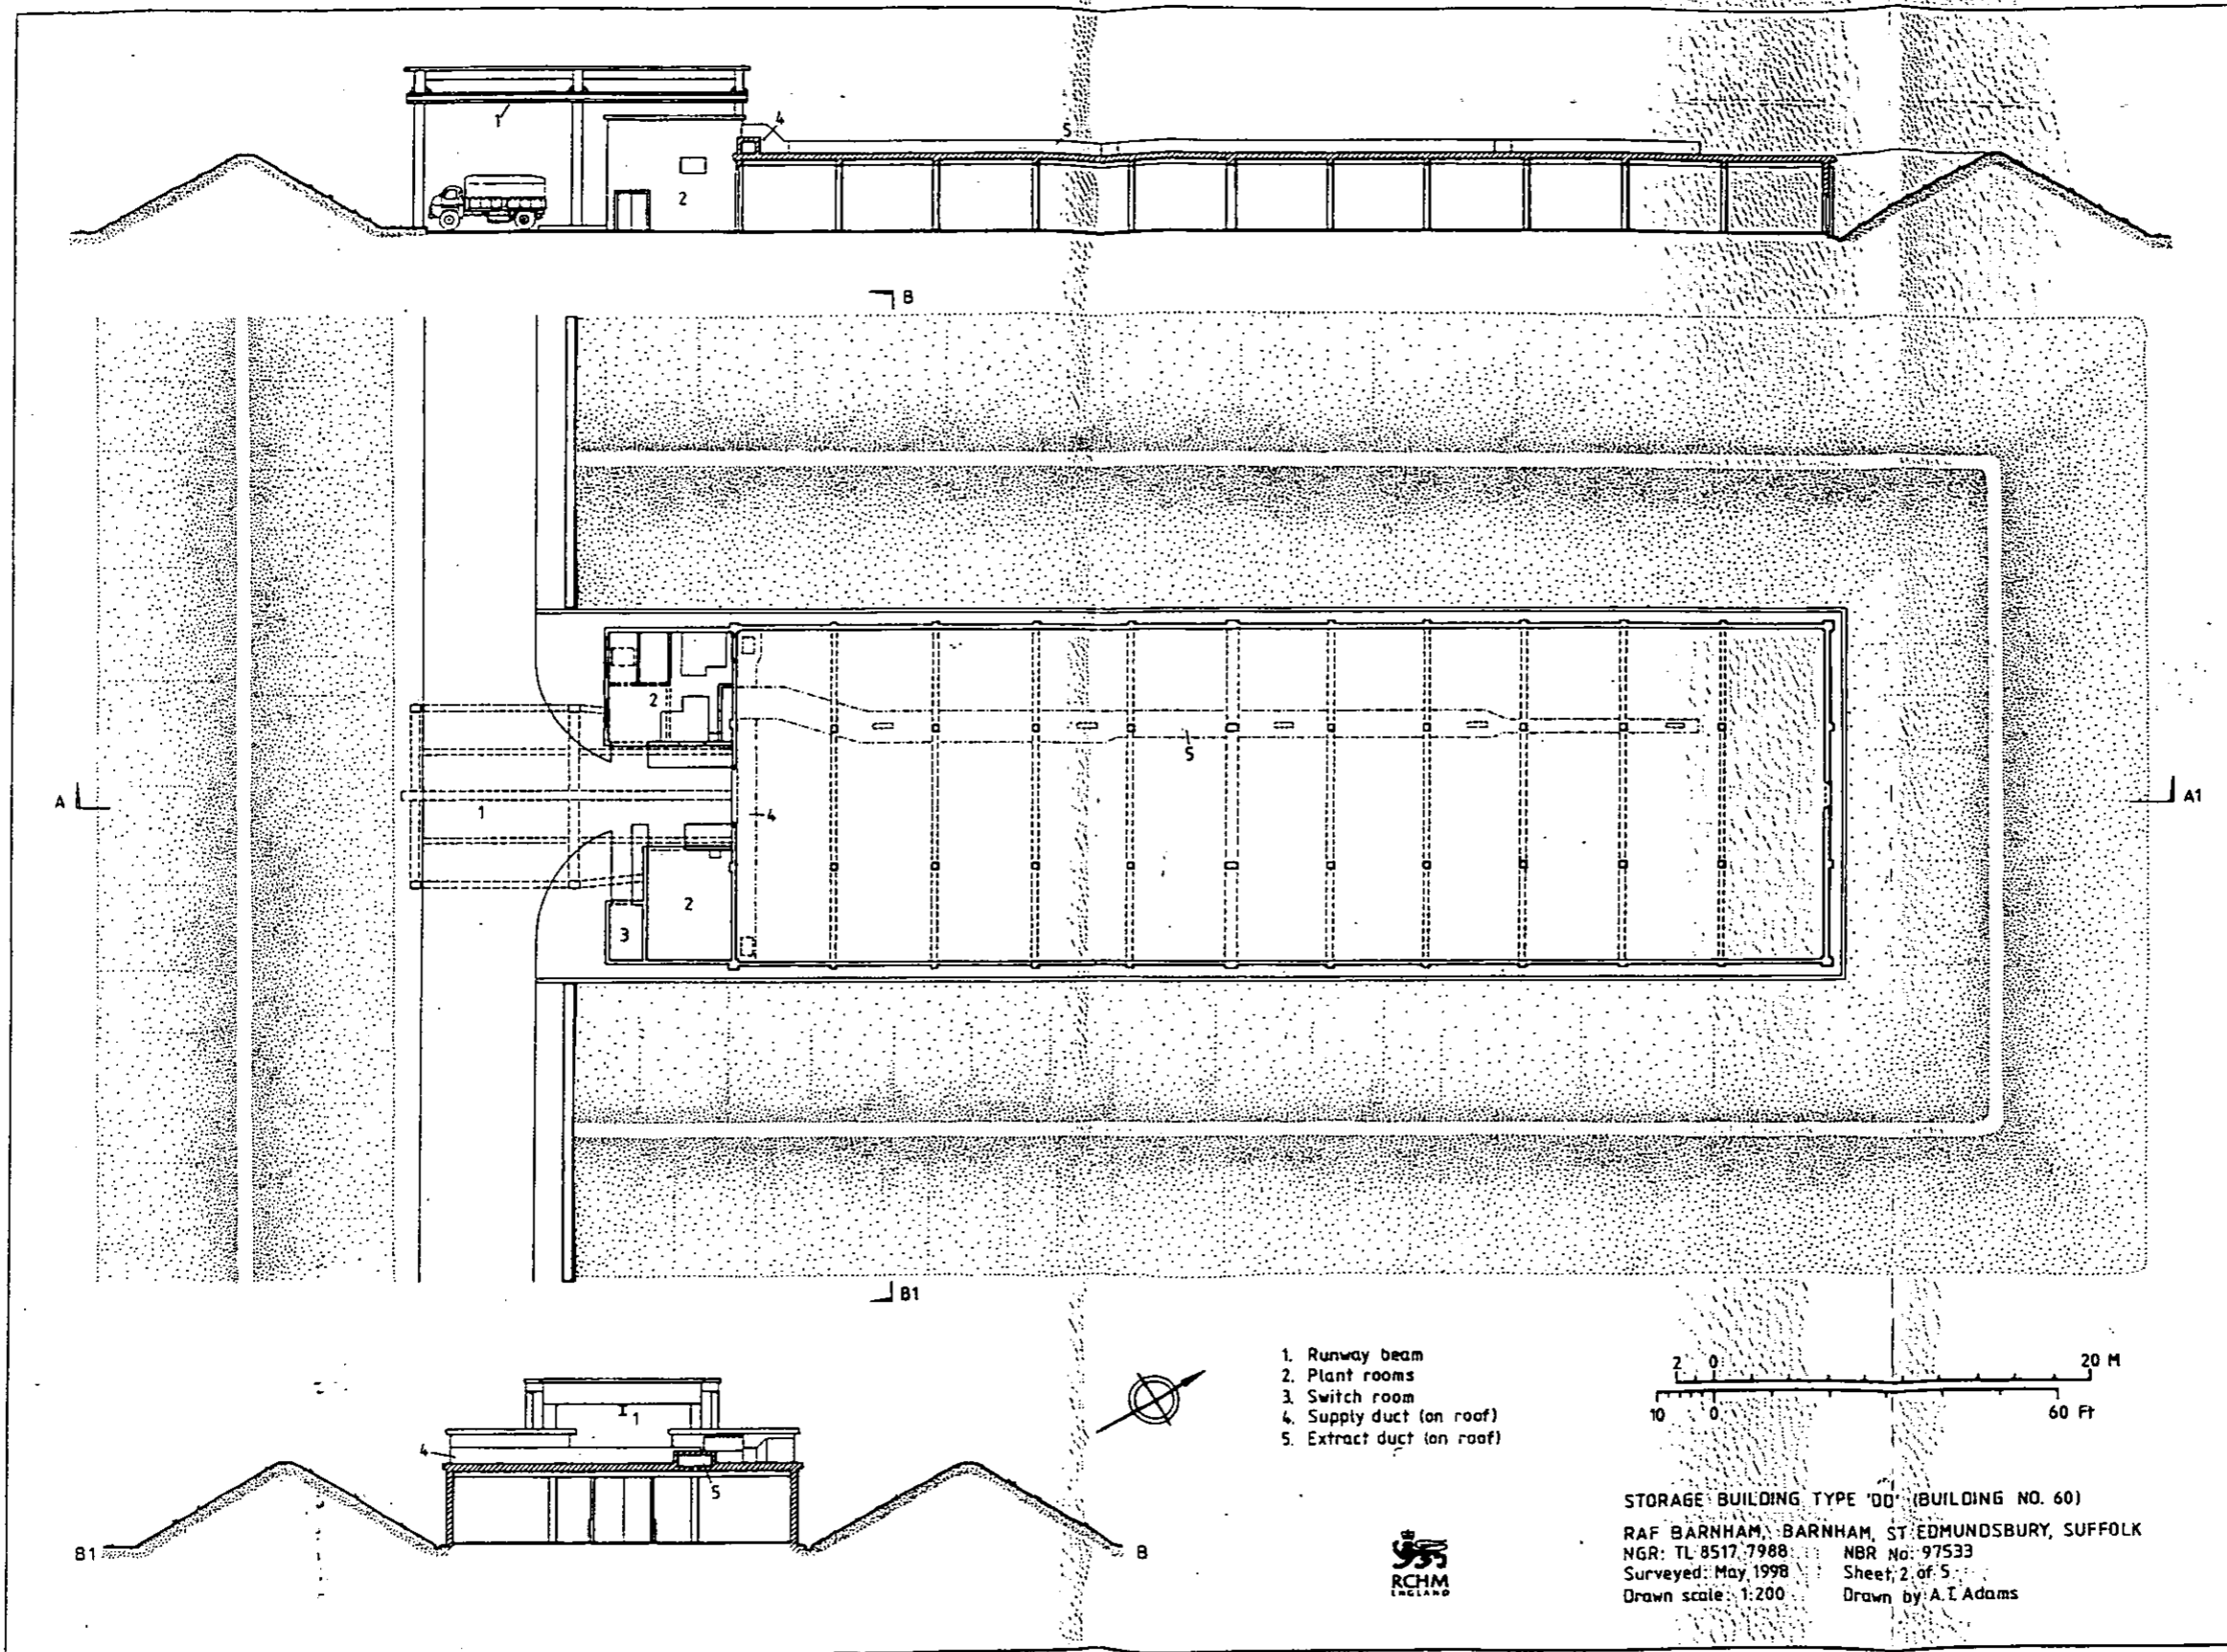 1
4
5
2
B
2
5
A
1
4
A1
2
3
B1
1. Runway beam
2. Plant rooms
3. Switch room
4. Supply duct (on roof)
5. Extract duct (on roof)
2 0 20 M
10 0 60 Ft
1
4
5
B1
B
STORAGE BUILDING TYPE 'DD' (BUILDING NO. 60)
RAF BARNHAM, BARNHAM, ST EDMUNDSBURY, SUFFOLK
NGR: TL 8517 7988 NBR No: 97533
Surveyed: May 1998 Sheet 2 of 5
Drawn scale: 1:200 Drawn by A.T. Adams
RCHM
ENGLAND